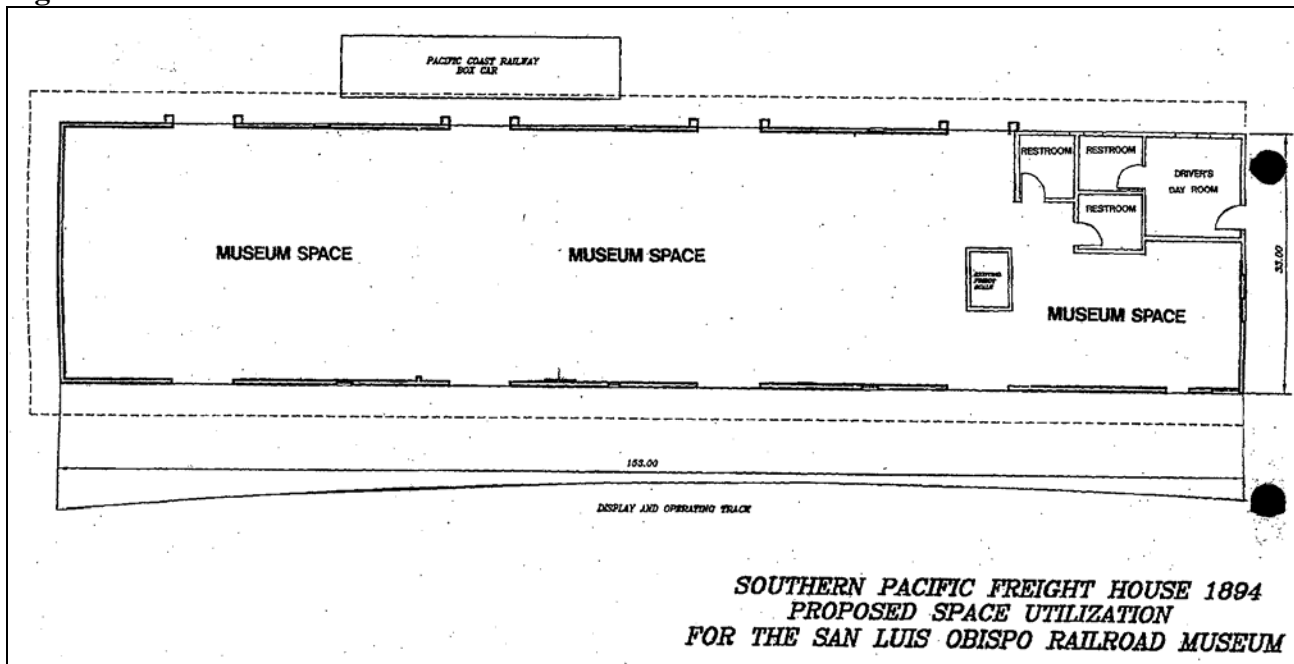 PACIFIC COAST RAILWAY
BOX CAR
RESTROOM
RESTROOM
DRIVER'S
DAY ROOM
RESTROOM
MUSEUM SPACE
MUSEUM SPACE
33.00
MUSEUM SPACE
153.00
DISPLAY AND OPERATING TRACK
SOUTHERN PACIFIC FREIGHT HOUSE 1894
PROPOSED SPACE UTILIZATION
FOR THE SAN LUIS OBISPO RAILROAD MUSEUM